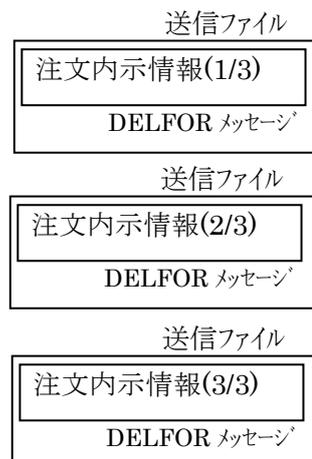 送信ファイル
注文内示情報(1/3)
DELFOR メッセージ
送信ファイル
注文内示情報(2/3)
DELFOR メッセージ
送信ファイル
注文内示情報(3/3)
DELFOR メッセージ